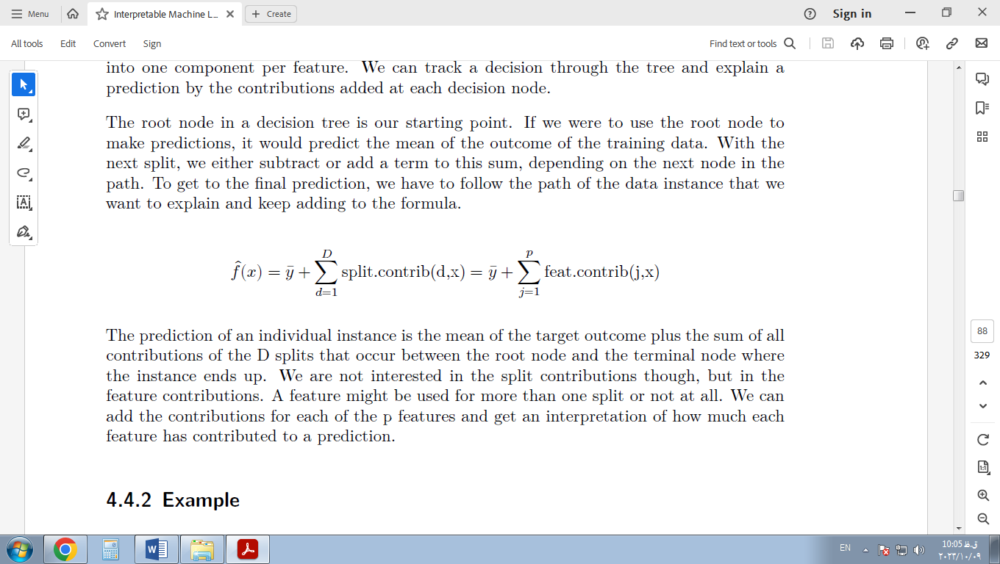 Menu
Interpretable Machine L...
Create
Sign in
All tools Edit Convert Sign
Find text or tools
into one component per feature. We can track a decision through the tree and explain a
prediction by the contributions added at each decision node.
The root node in a decision tree is our starting point. If we were to use the root node to
make predictions, it would predict the mean of the outcome of the training data. With the
next split, we either subtract or add a term to this sum, depending on the next node in the
path. To get to the final prediction, we have to follow the path of the data instance that we
want to explain and keep adding to the formula.
f̂(x) = ȳ + ∑_{d=1}^{D} split.contrib(d,x) = ȳ + ∑_{j=1}^{p} feat.contrib(j,x)
The prediction of an individual instance is the mean of the target outcome plus the sum of all
contributions of the D splits that occur between the root node and the terminal node where
the instance ends up. We are not interested in the split contributions though, but in the
feature contributions. A feature might be used for more than one split or not at all. We can
add the contributions for each of the p features and get an interpretation of how much each
feature has contributed to a prediction.
4.4.2 Example
88
329
EN
10:05 ق.ظ
٢٠٢٣/١٠/٠٩